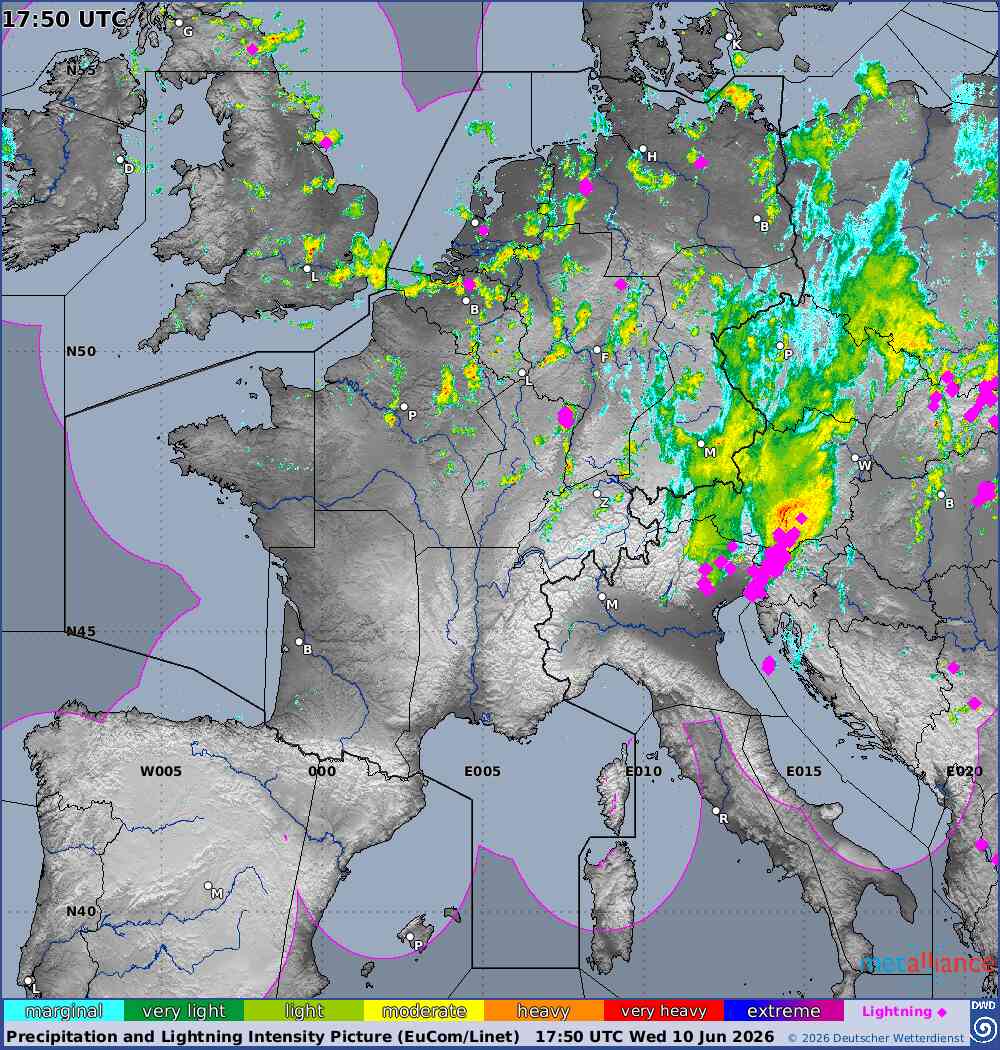 17:50 UTC
G
K
N55
D
H
B
L
B
N50
P
F
L
P
M
W
Z
B
M
N45
B
W005
000
E005
E010
E015
E020
R
M
N40
P
L
metalliance
marginal
very light
light
moderate
heavy
very heavy
extreme
Lightning
DWD
Precipitation and Lightning Intensity Picture (EuCom/Linet) 17:50 UTC Wed 10 Jun 2026 © 2026 Deutscher Wetterdienst